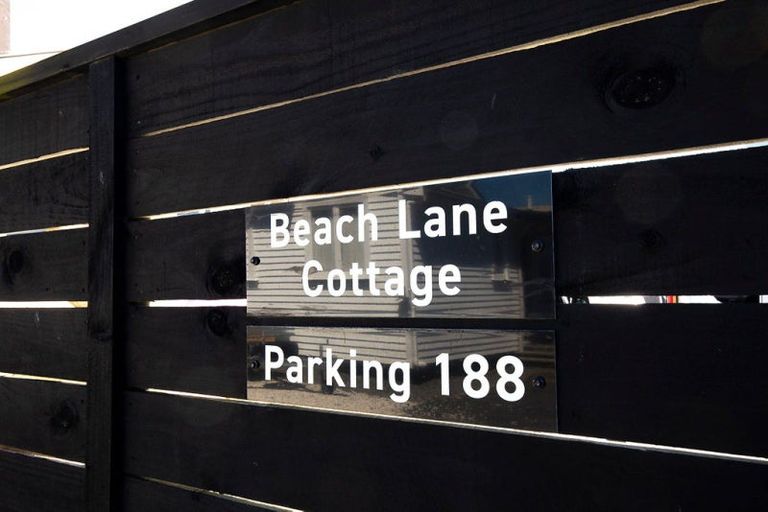 Beach Lane
Cottage
Parking 188